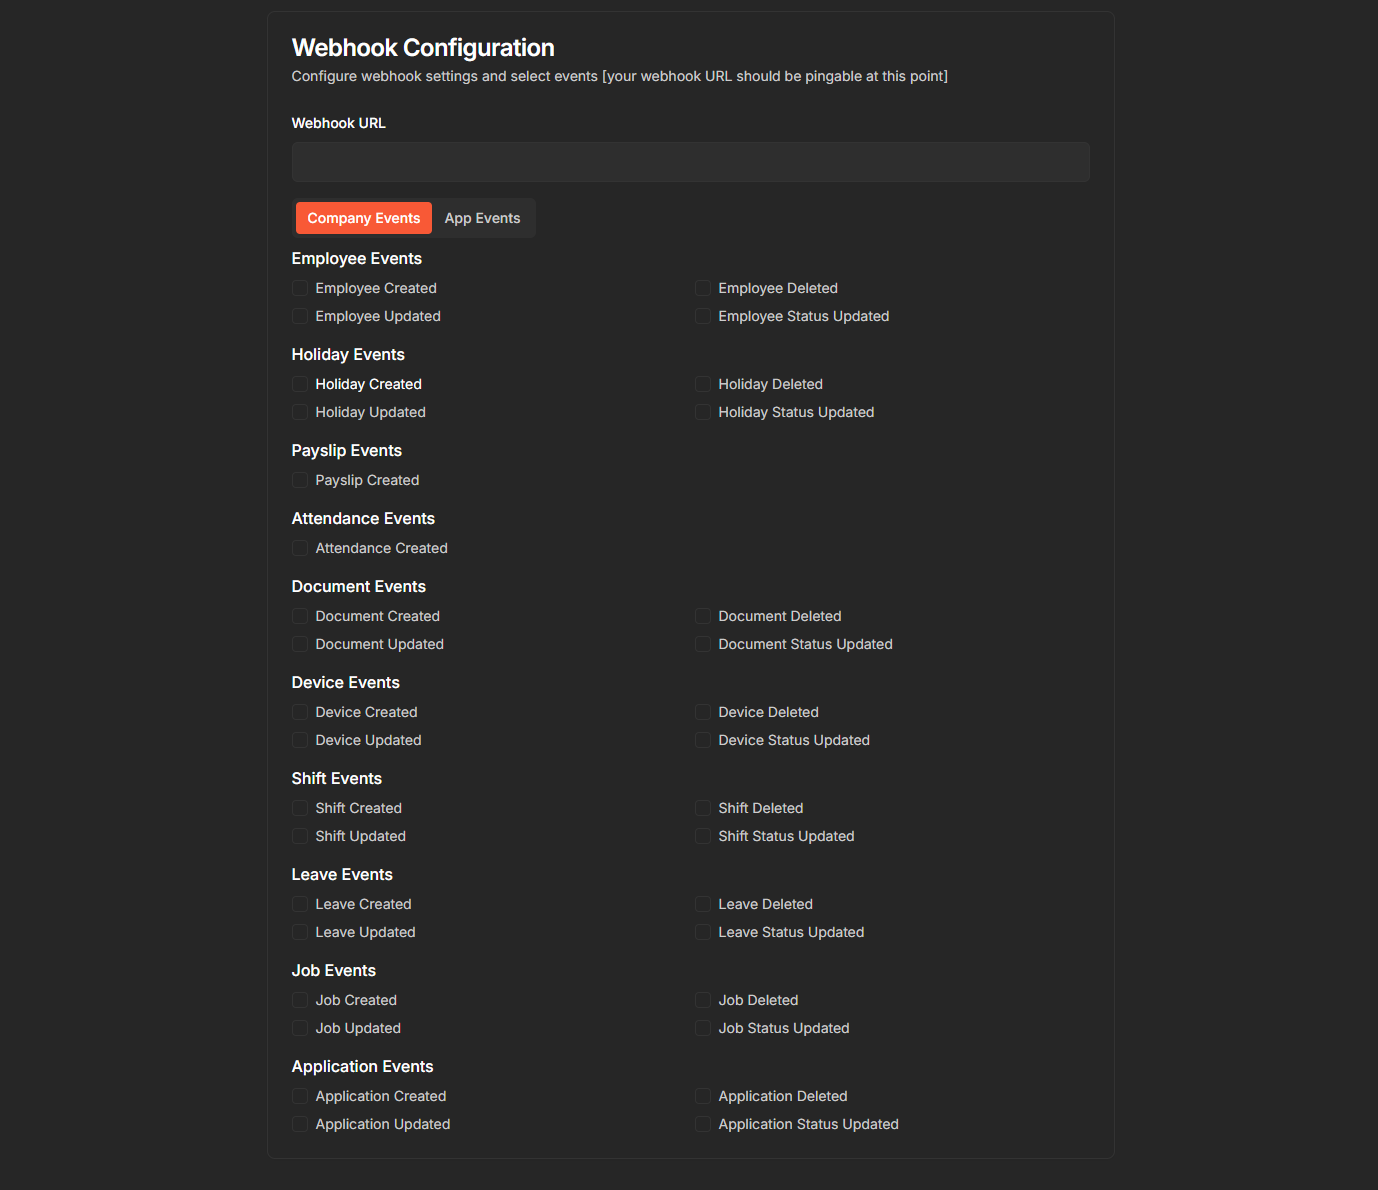 Webhook Configuration
Configure webhook settings and select events [your webhook URL should be pingable at this point]
Webhook URL
Company Events App Events
Employee Events
Employee Created Employee Deleted
Employee Updated Employee Status Updated
Holiday Events
Holiday Created Holiday Deleted
Holiday Updated Holiday Status Updated
Payslip Events
Payslip Created
Attendance Events
Attendance Created
Document Events
Document Created Document Deleted
Document Updated Document Status Updated
Device Events
Device Created Device Deleted
Device Updated Device Status Updated
Shift Events
Shift Created Shift Deleted
Shift Updated Shift Status Updated
Leave Events
Leave Created Leave Deleted
Leave Updated Leave Status Updated
Job Events
Job Created Job Deleted
Job Updated Job Status Updated
Application Events
Application Created Application Deleted
Application Updated Application Status Updated